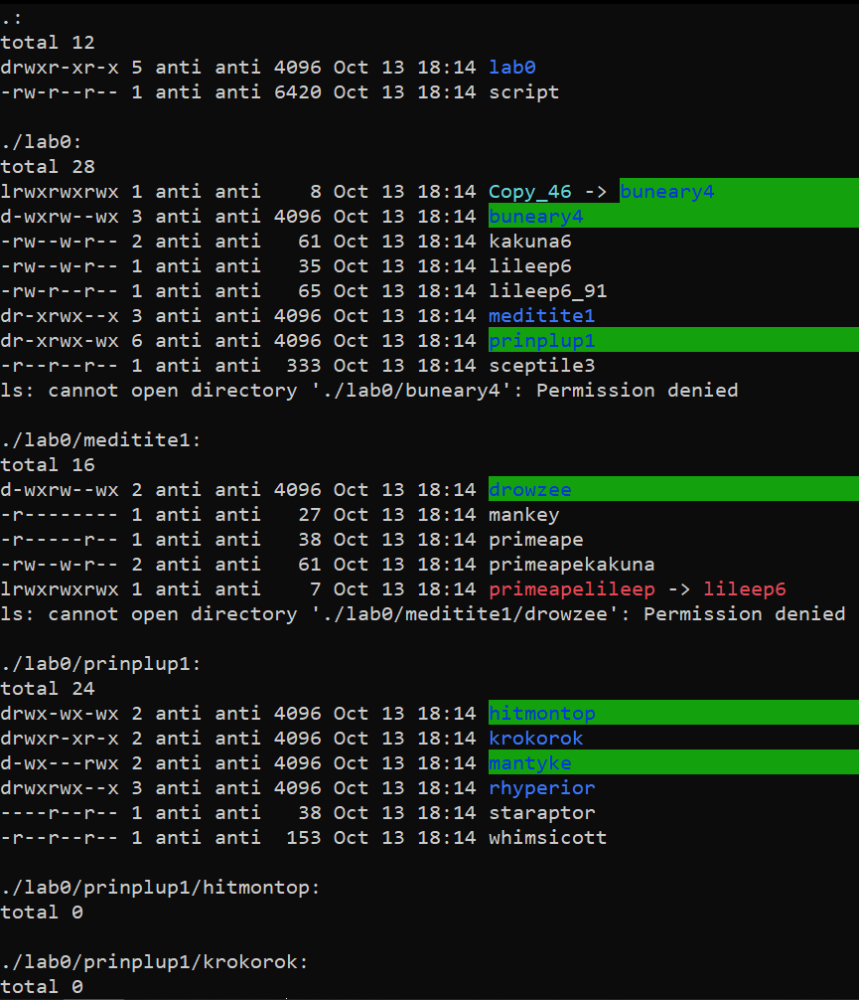 .:
total 12
drwxr-xr-x 5 anti anti 4096 Oct 13 18:14 lab0
-rw-r--r-- 1 anti anti 6420 Oct 13 18:14 script

./lab0:
total 28
lrwxrwxrwx 1 anti anti    8 Oct 13 18:14 Copy_46 -> buneary4
d-wxrw--wx 3 anti anti 4096 Oct 13 18:14 buneary4
-rw--w-r-- 2 anti anti   61 Oct 13 18:14 kakuna6
-rw--w-r-- 1 anti anti   35 Oct 13 18:14 lileep6
-rw-r--r-- 1 anti anti   65 Oct 13 18:14 lileep6_91
dr-xrwx--x 3 anti anti 4096 Oct 13 18:14 meditite1
dr-xrwx-wx 6 anti anti 4096 Oct 13 18:14 prinplup1
-r--r--r-- 1 anti anti  333 Oct 13 18:14 sceptile3
ls: cannot open directory './lab0/buneary4': Permission denied

./lab0/meditite1:
total 16
d-wxrw--wx 2 anti anti 4096 Oct 13 18:14 drowzee
-r-------- 1 anti anti   27 Oct 13 18:14 mankey
-r-----r-- 1 anti anti   38 Oct 13 18:14 primeape
-rw--w-r-- 2 anti anti   61 Oct 13 18:14 primeapekakuna
lrwxrwxrwx 1 anti anti    7 Oct 13 18:14 primeapelileep -> lileep6
ls: cannot open directory './lab0/meditite1/drowzee': Permission denied

./lab0/prinplup1:
total 24
drwx-wx-wx 2 anti anti 4096 Oct 13 18:14 hitmontop
drwxr-xr-x 2 anti anti 4096 Oct 13 18:14 krokorok
d-wx---rwx 2 anti anti 4096 Oct 13 18:14 mantyke
drwxrwx--x 3 anti anti 4096 Oct 13 18:14 rhyperior
----r--r-- 1 anti anti   38 Oct 13 18:14 staraptor
-r--r--r-- 1 anti anti  153 Oct 13 18:14 whimsicott

./lab0/prinplup1/hitmontop:
total 0

./lab0/prinplup1/krokorok:
total 0